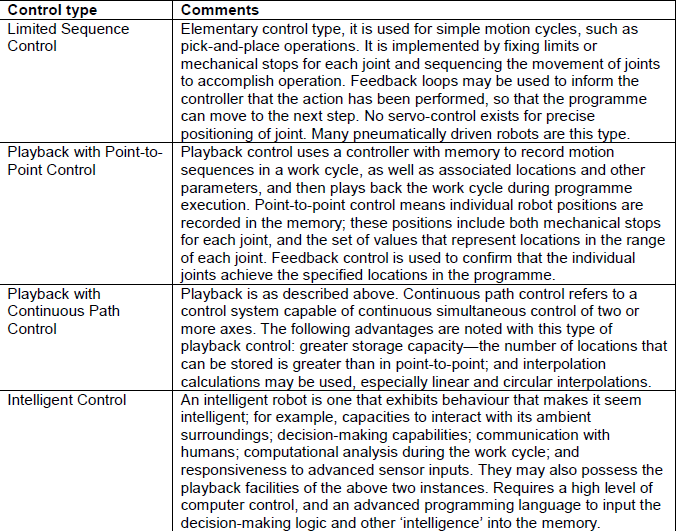 Control type Comments
Limited Sequence Elementary control type, it is used for simple motion cycles, such as
Control pick-and-place operations. It is implemented by fixing limits or
mechanical stops for each joint and sequencing the movement of joints
to accomplish operation. Feedback loops may be used to inform the
controller that the action has been performed, so that the programme
can move to the next step. No servo-control exists for precise
positioning of joint. Many pneumatically driven robots are this type.
Playback with Point-to- Playback control uses a controller with memory to record motion
Point Control sequences in a work cycle, as well as associated locations and other
parameters, and then plays back the work cycle during programme
execution. Point-to-point control means individual robot positions are
recorded in the memory; these positions include both mechanical stops
for each joint, and the set of values that represent locations in the range
of each joint. Feedback control is used to confirm that the individual
joints achieve the specified locations in the programme.
Playback with Playback is as described above. Continuous path control refers to a
Continuous Path control system capable of continuous simultaneous control of two or
Control more axes. The following advantages are noted with this type of
playback control: greater storage capacity—the number of locations that
can be stored is greater than in point-to-point; and interpolation
calculations may be used, especially linear and circular interpolations.
Intelligent Control An intelligent robot is one that exhibits behaviour that makes it seem
intelligent; for example, capacities to interact with its ambient
surroundings; decision-making capabilities; communication with
humans; computational analysis during the work cycle; and
responsiveness to advanced sensor inputs. They may also possess the
playback facilities of the above two instances. Requires a high level of
computer control, and an advanced programming language to input the
decision-making logic and other ‘intelligence’ into the memory.